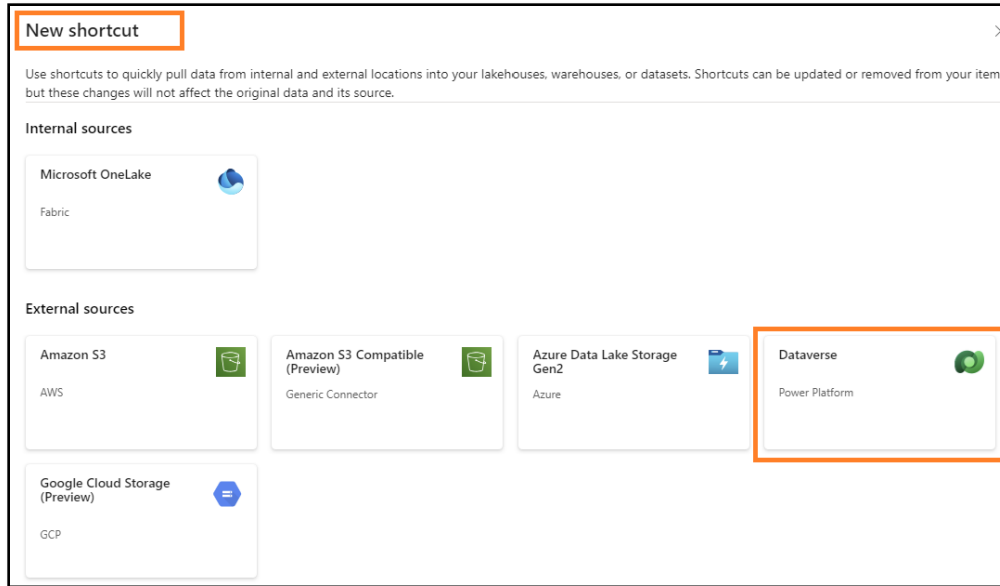 New shortcut
Use shortcuts to quickly pull data from internal and external locations into your lakehouses, warehouses, or datasets. Shortcuts can be updated or removed from your item
but these changes will not affect the original data and its source.
Internal sources
Microsoft OneLake
Fabric
External sources
Amazon S3
AWS
Amazon S3 Compatible
(Preview)
Generic Connector
Azure Data Lake Storage
Gen2
Azure
Dataverse
Power Platform
Google Cloud Storage
(Preview)
GCP